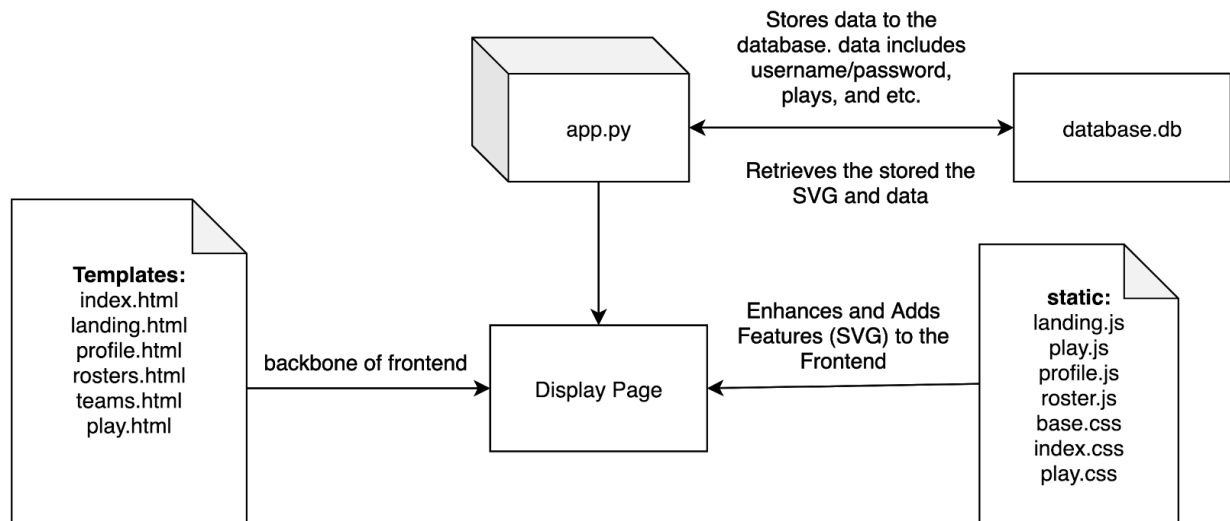 Stores data to the
database. data includes
username/password,
plays, and etc.
app.py
database.db
Retrieves the stored the
SVG and data
Templates:
index.html
landing.html
profile.html
rosters.html
teams.html
play.html
backbone of frontend
Display Page
Enhances and Adds
Features (SVG) to the
Frontend
static:
landing.js
play.js
profile.js
roster.js
base.css
index.css
play.css